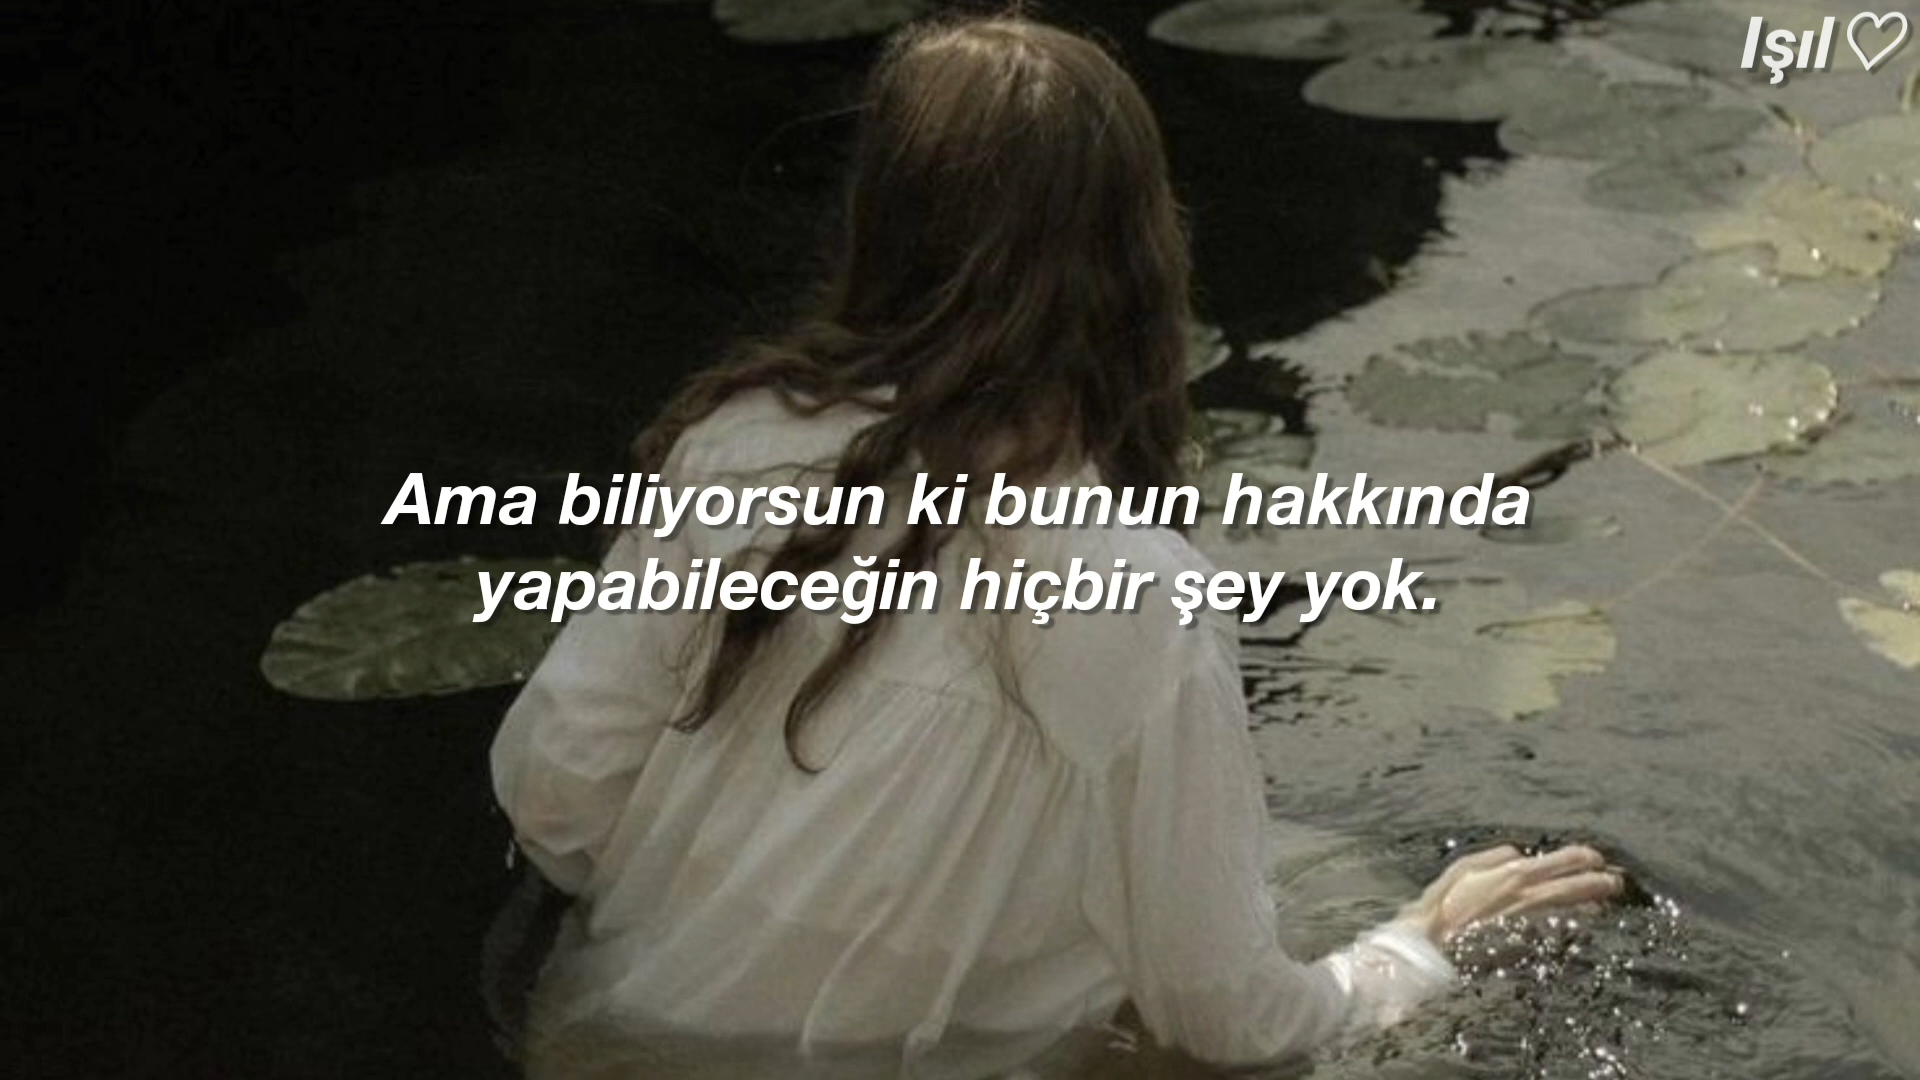 Işıl♡
Ama biliyorsun ki bunun hakkında
yapabileceğin hiçbir şey yok.